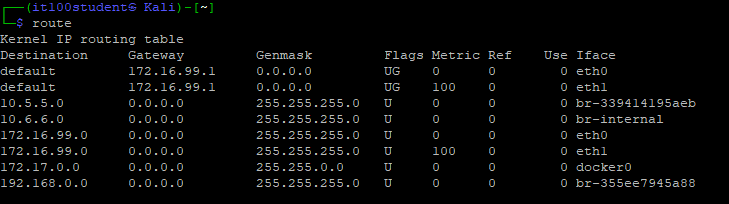 ┌──(it100student㉿ Kali)-[~]
└─$ route
Kernel IP routing table
Destination     Gateway         Genmask         Flags Metric Ref    Use Iface
default         172.16.99.1     0.0.0.0         UG    0      0        0 eth0
default         172.16.99.1     0.0.0.0         UG    100    0        0 eth1
10.5.5.0        0.0.0.0         255.255.255.0   U     0      0        0 br-339414195aeb
10.6.6.0        0.0.0.0         255.255.255.0   U     0      0        0 br-internal
172.16.99.0     0.0.0.0         255.255.255.0   U     0      0        0 eth0
172.16.99.0     0.0.0.0         255.255.255.0   U     100    0        0 eth1
172.17.0.0      0.0.0.0         255.255.0.0     U     0      0        0 docker0
192.168.0.0     0.0.0.0         255.255.255.0   U     0      0        0 br-355ee7945a88